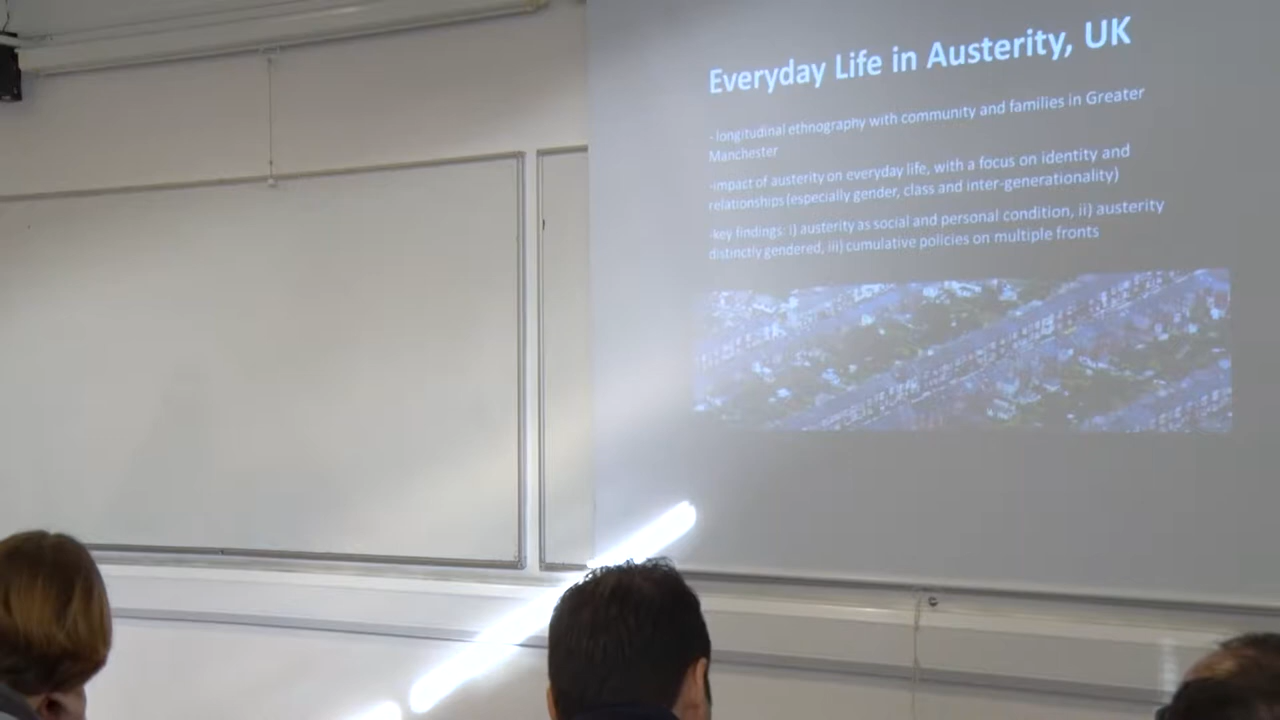 Everyday Life in Austerity, UK
- longitudinal ethnography with community and families in Greater
Manchester
-impact of austerity on everyday life, with a focus on identity and
relationships (especially gender, class and inter-generationality)
-key findings: i) austerity as social and personal condition, ii) austerity
distinctly gendered, iii) cumulative policies on multiple fronts